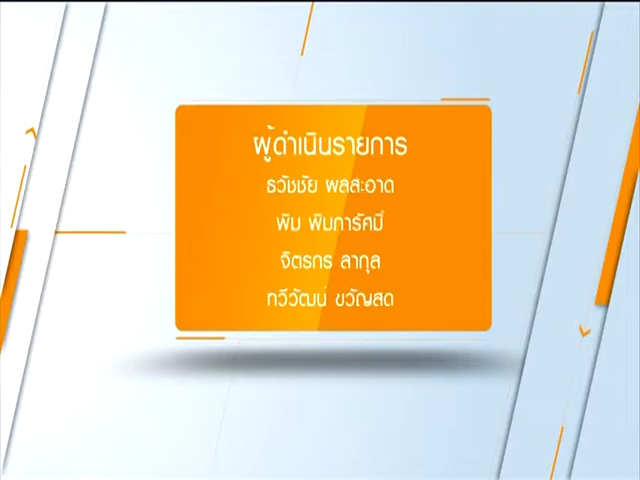 ผู้ดำเนินรายการ
ธวัชชัย ผลสะอาด
พิม พิมภารัศมิ์
จิตรกร ลากุล
ทวีวัฒน์ ขวัญสด